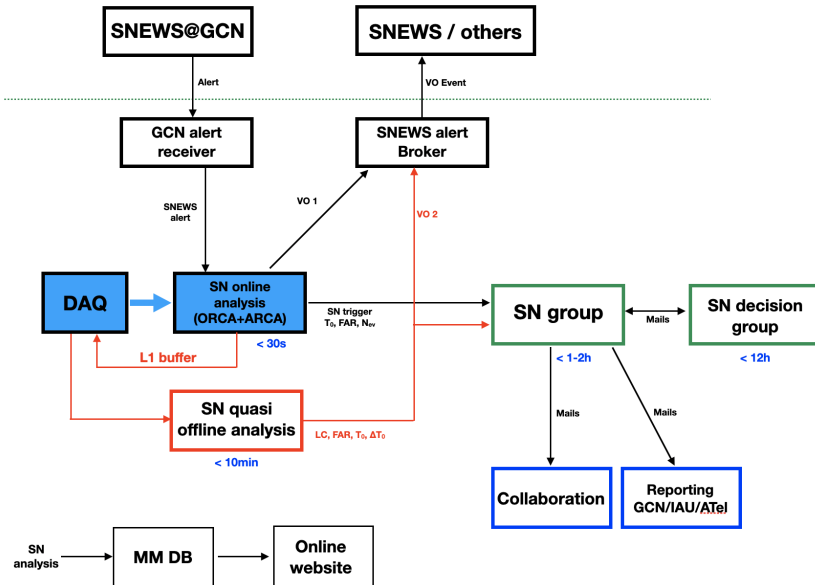 SNEWS@GCN
SNEWS / others
Alert
VO Event
GCN alert
receiver
SNEWS alert
Broker
SNEWS
alert
VO 1
VO 2
DAQ
SN online
analysis
(ORCA+ARCA)
SN trigger
T₀, FAR, Nₑᵥ
SN group
Mails
SN decision
group
L1 buffer
< 30s
< 1-2h
< 12h
SN quasi
offline analysis
LC, FAR, T₀, ΔT₀
< 10min
Mails
Mails
Collaboration
Reporting
GCN/IAU/ATel
SN
analysis
MM DB
Online
website